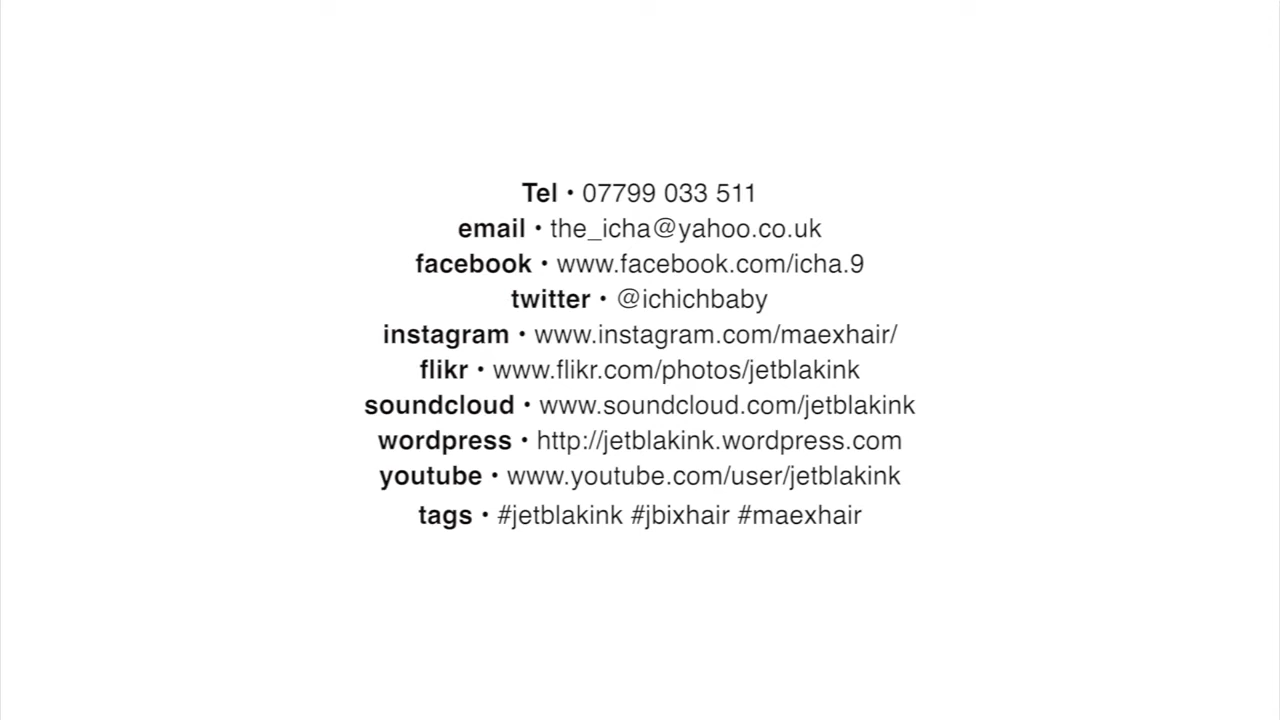 Tel • 07799 033 511
email • the_icha@yahoo.co.uk
facebook • www.facebook.com/icha.9
twitter • @ichichbaby
instagram • www.instagram.com/maexhair/
flikr • www.flikr.com/photos/jetblakink
soundcloud • www.soundcloud.com/jetblakink
wordpress • http://jetblakink.wordpress.com
youtube • www.youtube.com/user/jetblakink
tags • #jetblakink #jbixhair #maexhair